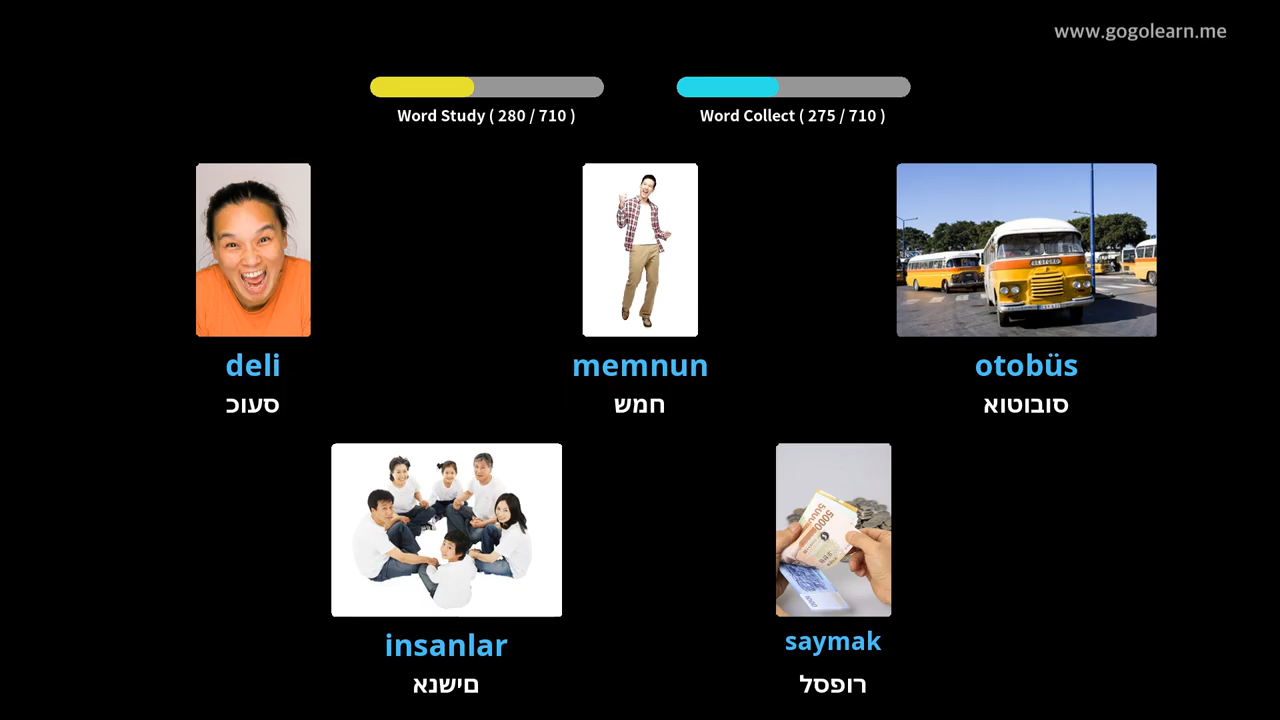 www.gogolearn.me
Word Study ( 280 / 710 )
Word Collect ( 275 / 710 )
deli
סעוכ
memnun
חמש
otobüs
סובוטוא
insanlar
םישנא
saymak
רופסל